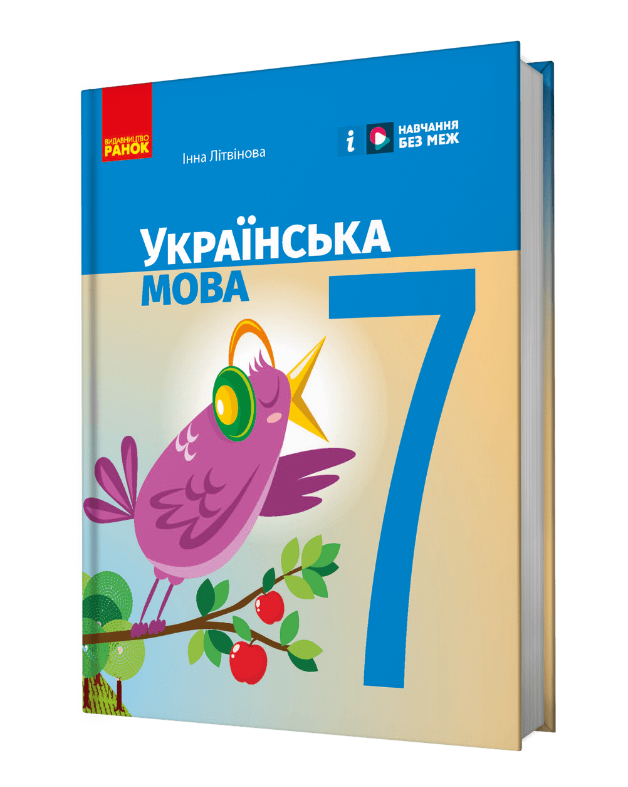 ВИДАВНИЦТВО
РАНОК
Інна Літвінова
і
НАВЧАННЯ
БЕЗ МЕЖ
УКРАЇНСЬКА
МОВА
7